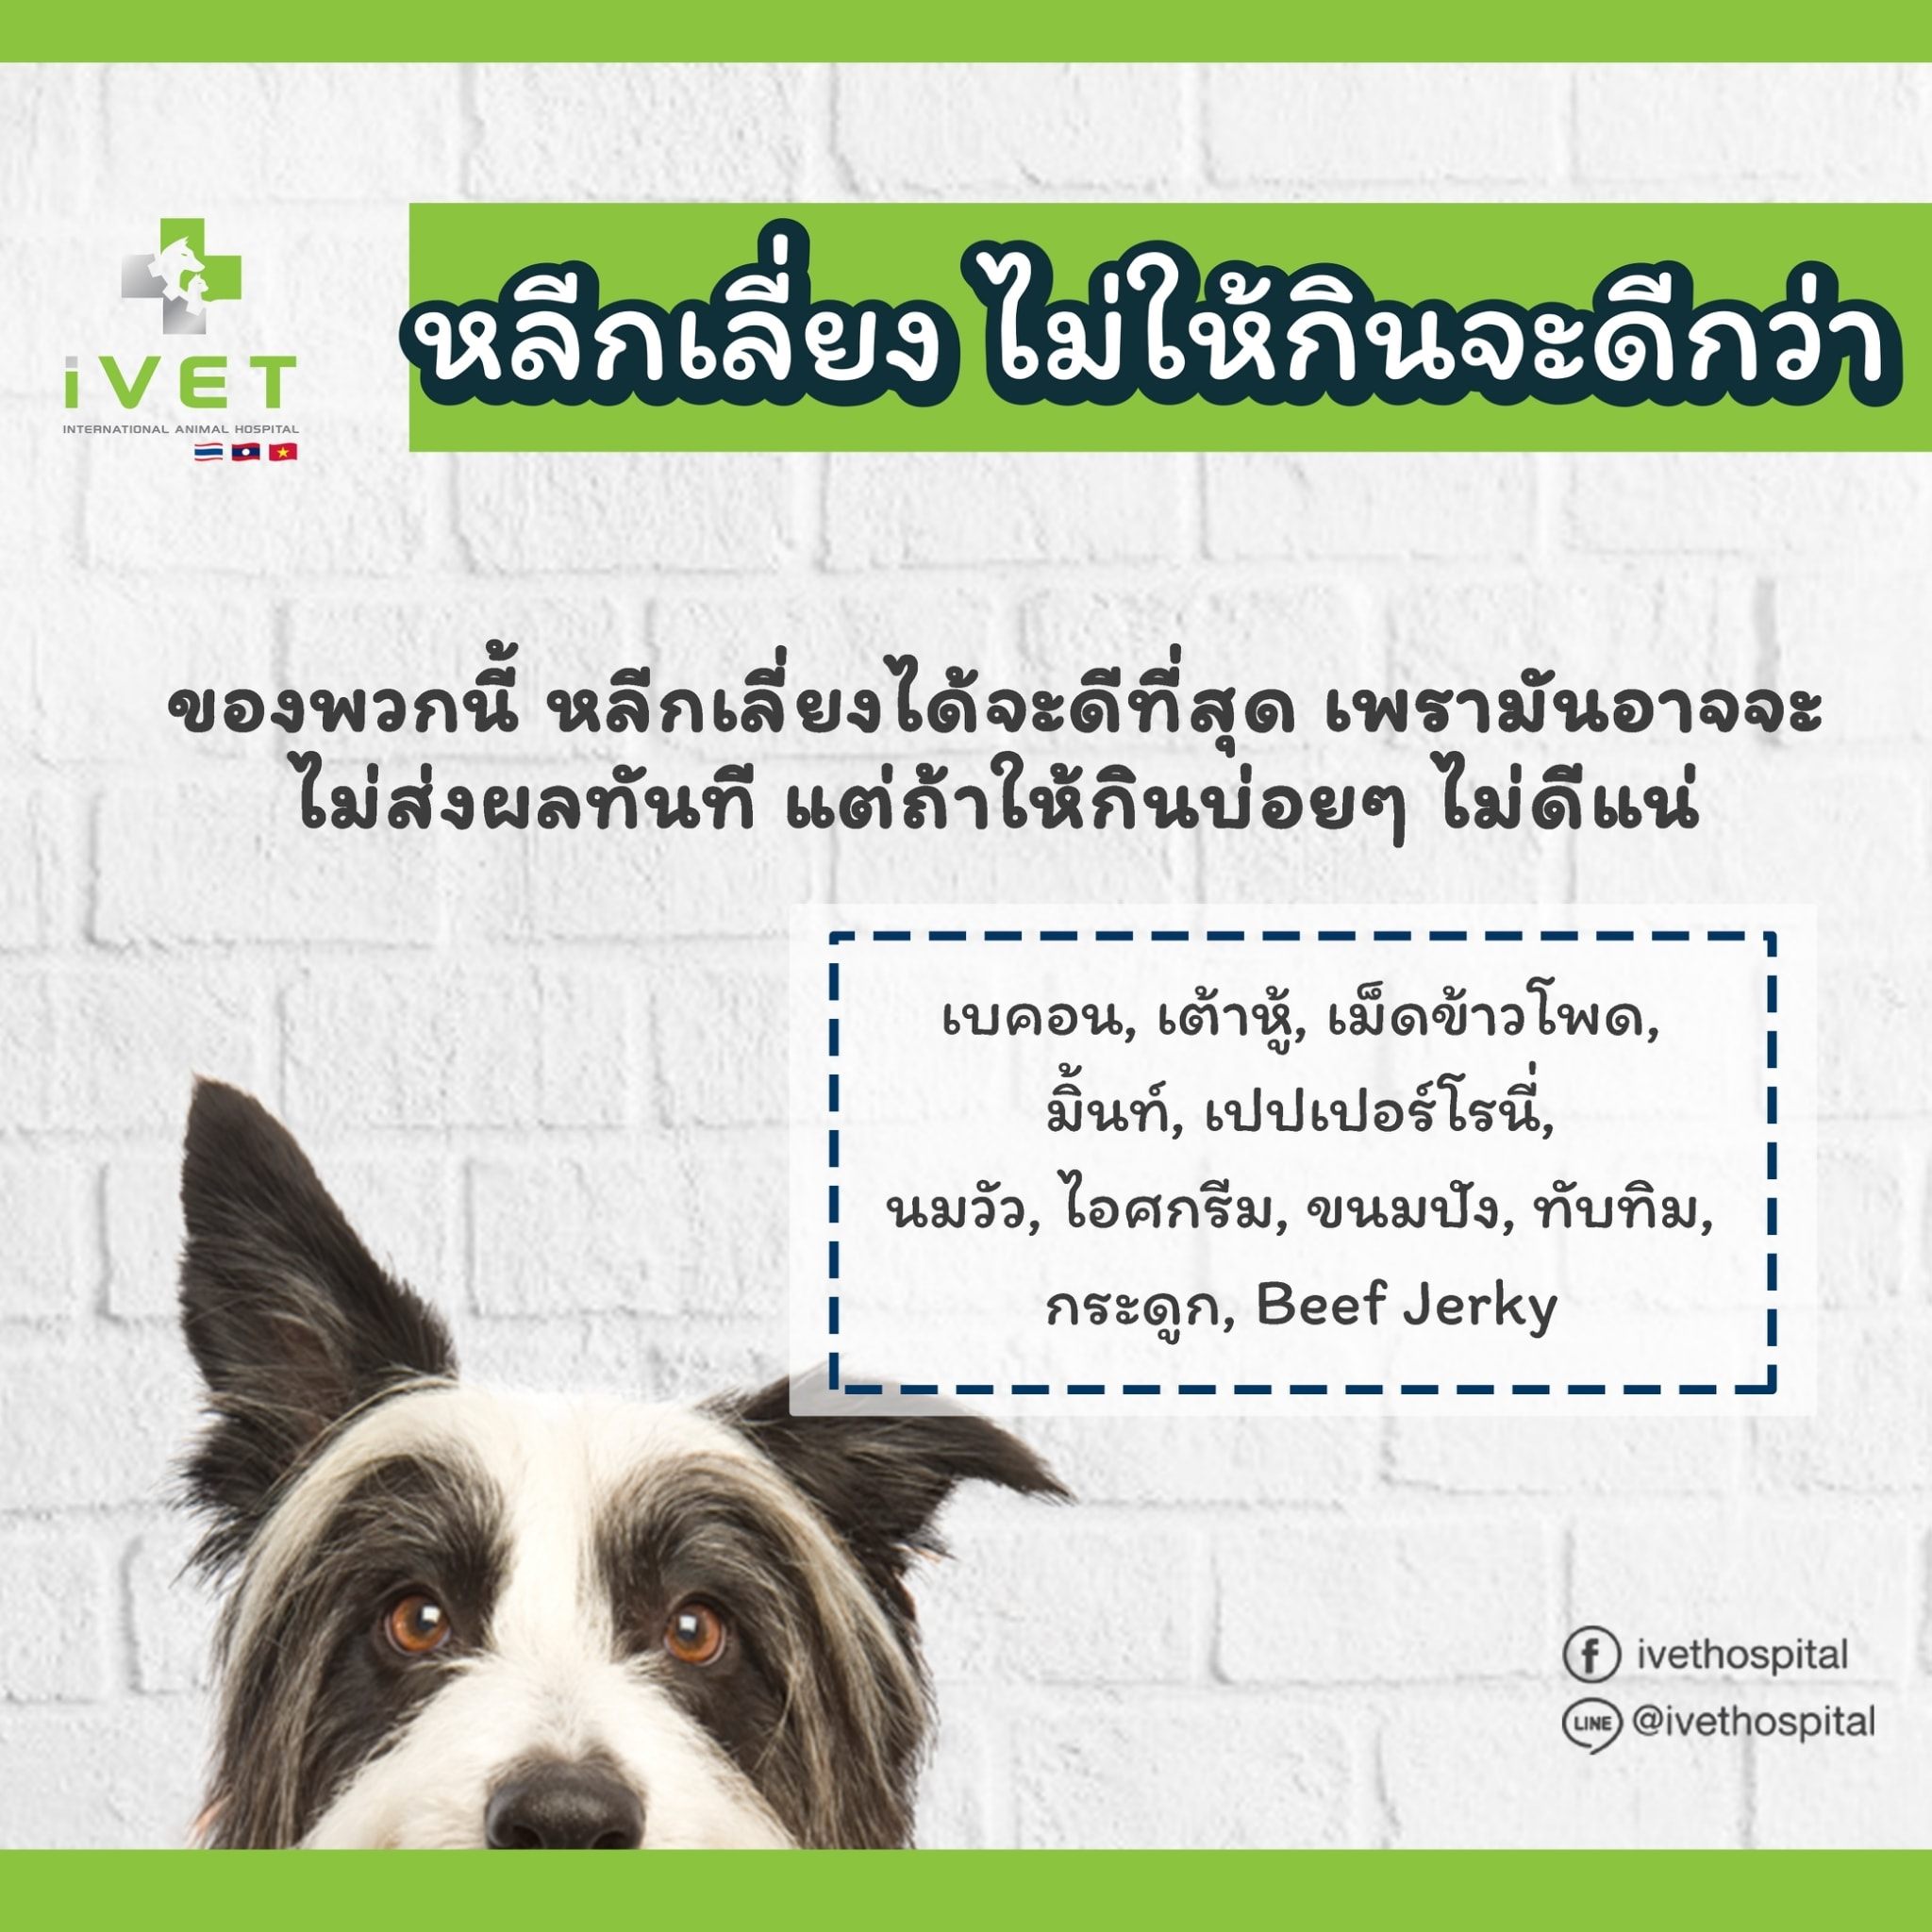 iVET
INTERNATIONAL ANIMAL HOSPITAL
หลีกเลี่ยง ไม่ให้กินจะดีกว่า
ของพวกนี้ หลีกเลี่ยงได้จะดีที่สุด เพรามันอาจจะ
ไม่ส่งผลทันที แต่ถ้าให้กินบ่อยๆ ไม่ดีแน่
เบคอน, เต้าหู้, เม็ดข้าวโพด,
มิ้นท์, เปปเปอร์โรนี่,
นมวัว, ไอศกรีม, ขนมปัง, ทับทิม,
กระดูก, Beef Jerky
f ivethospital
LINE @ivethospital